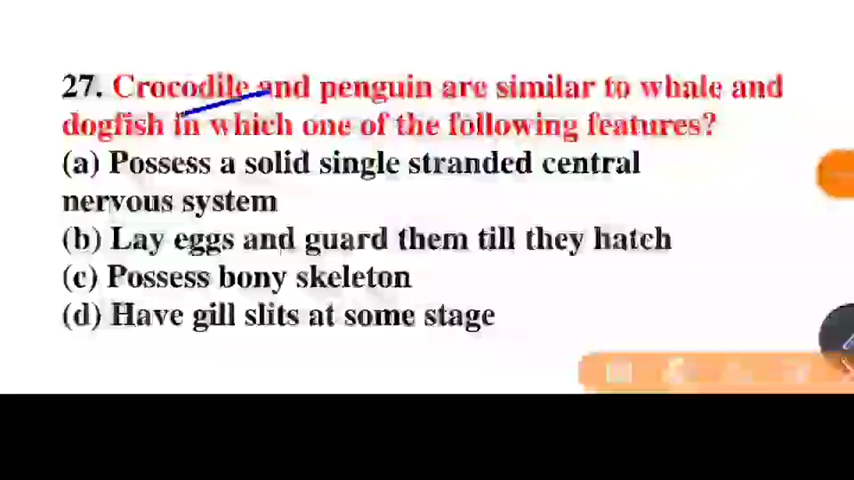 27. Crocodile and penguin are similar to whale and
dogfish in which one of the following features?
(a) Possess a solid single stranded central
nervous system
(b) Lay eggs and guard them till they hatch
(c) Possess bony skeleton
(d) Have gill slits at some stage